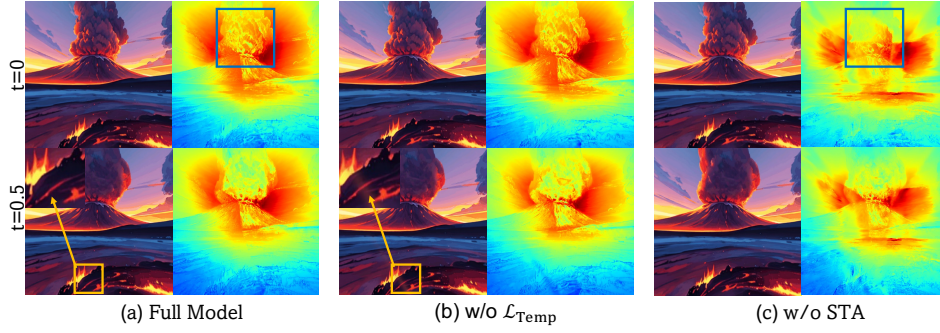 t=0
t=0.5
(a) Full Model
(b) w/o ℒ_Temp
(c) w/o STA